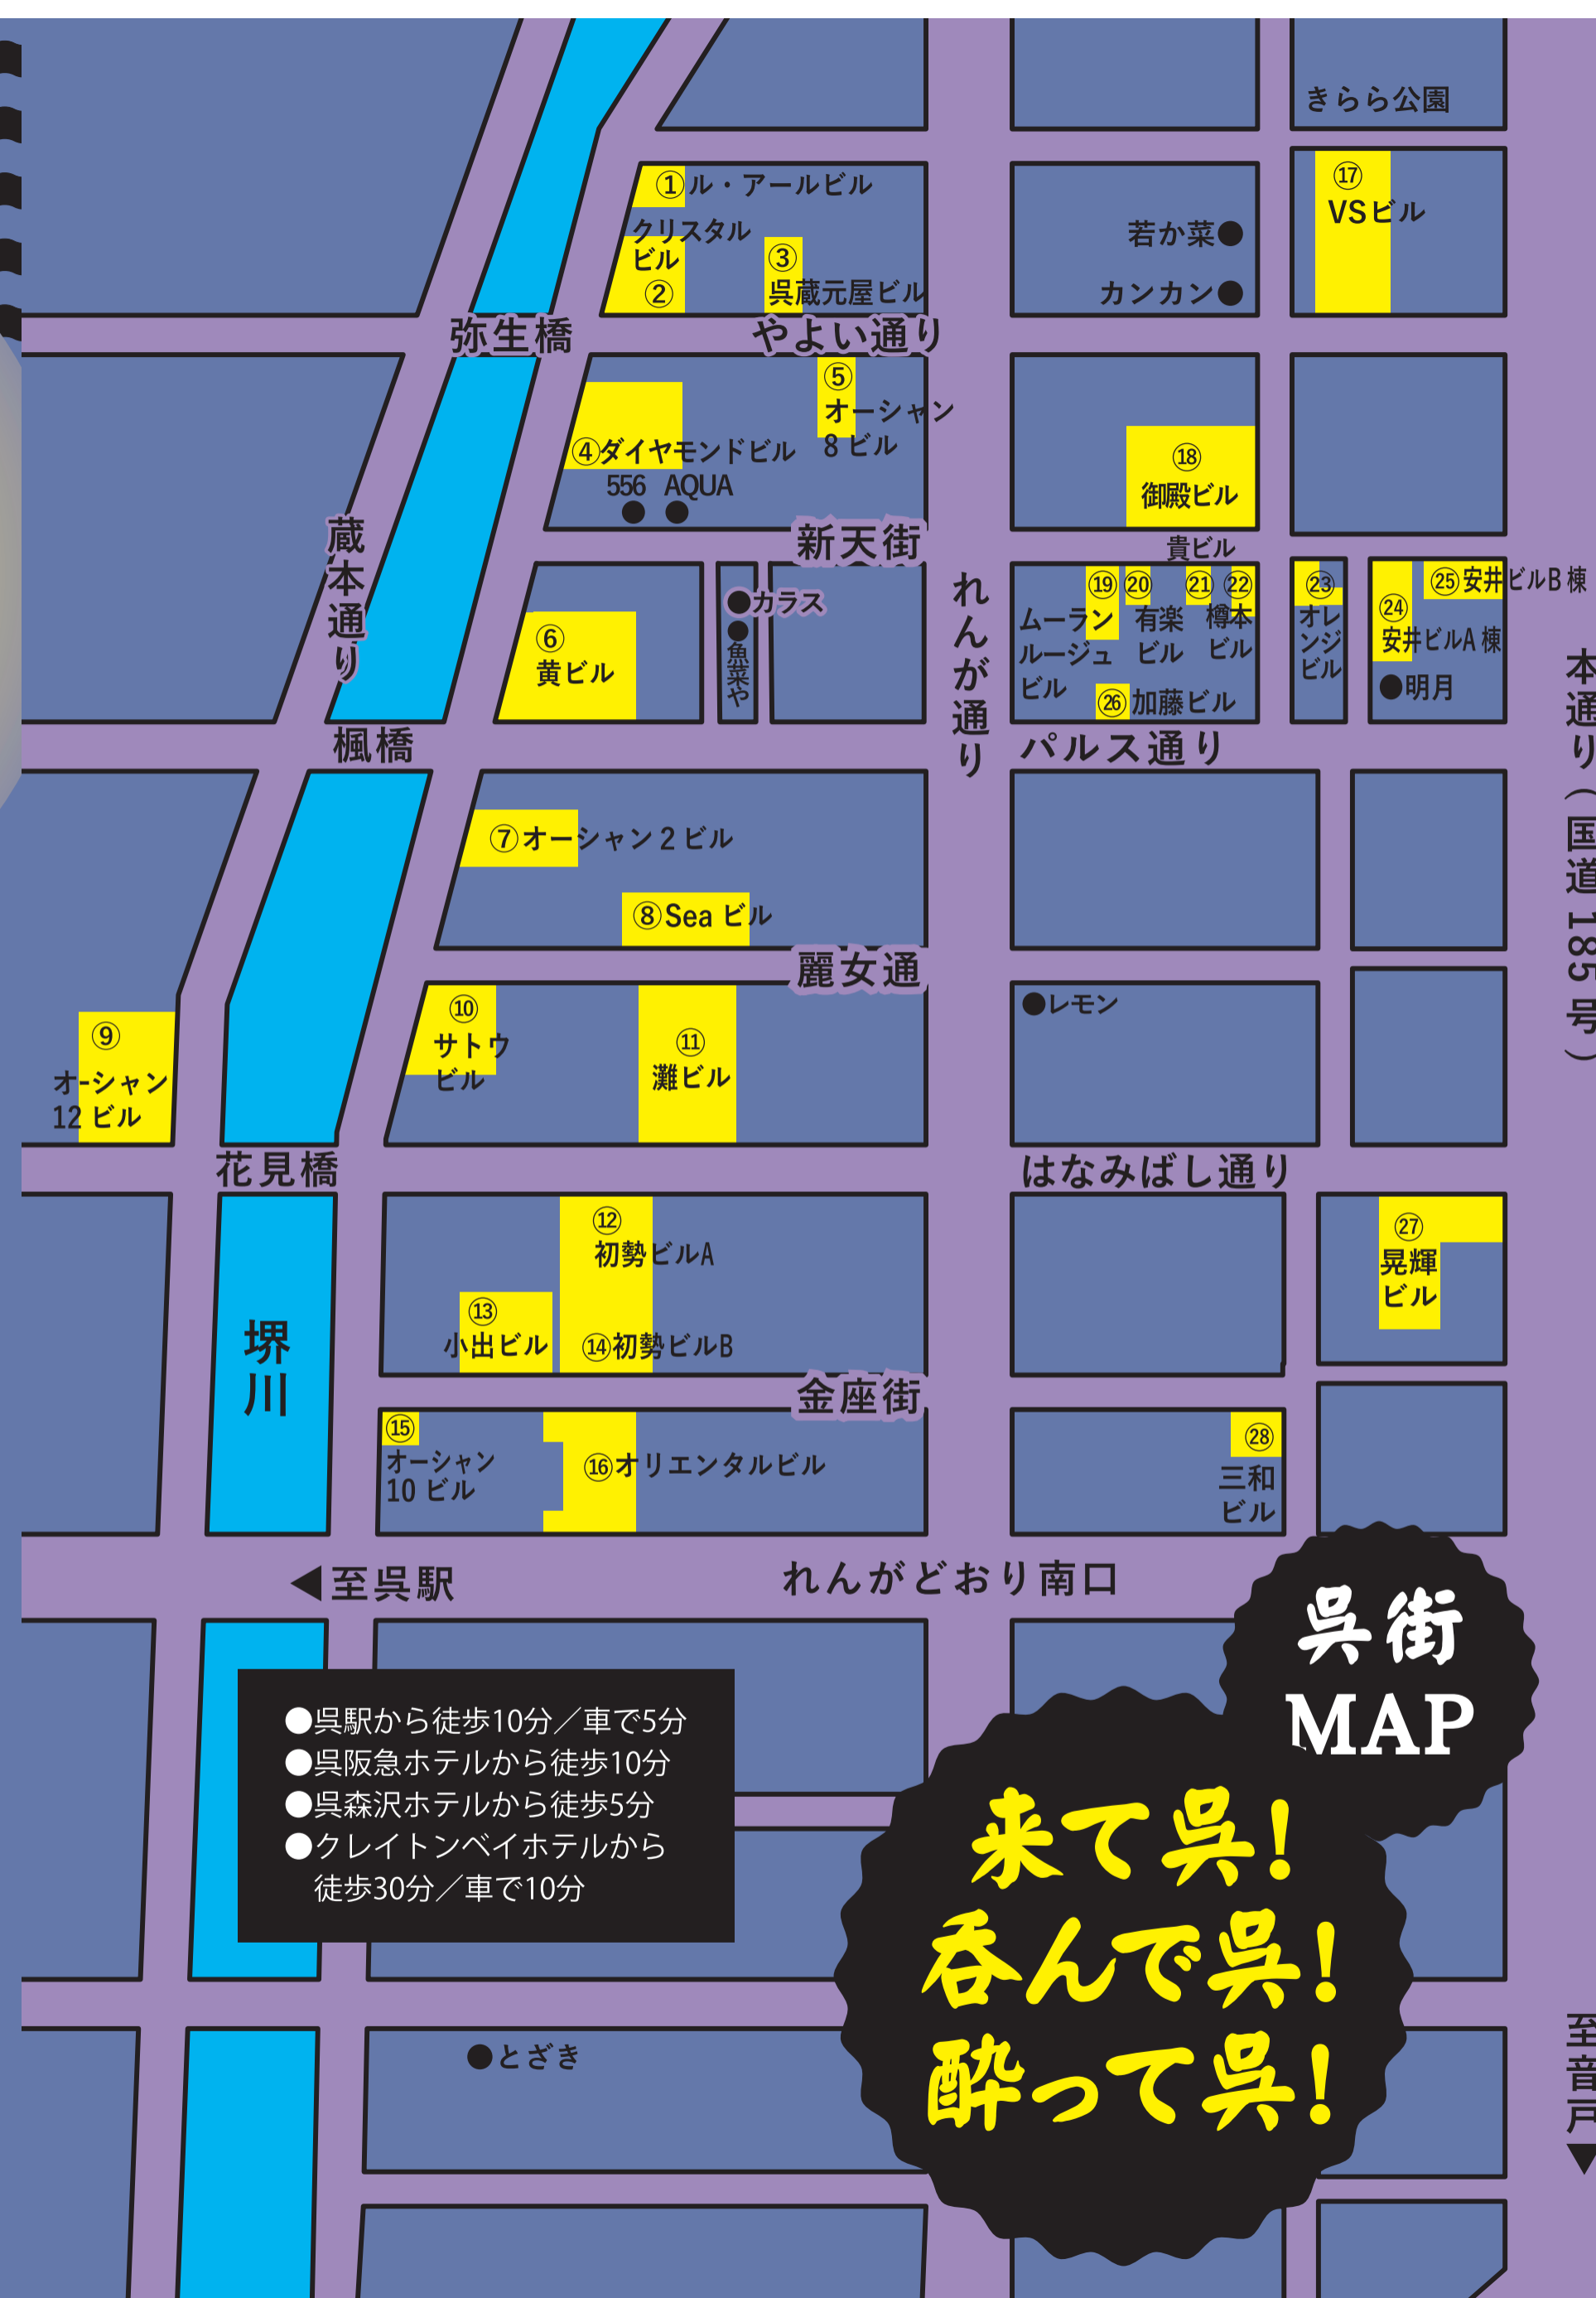 きらら公園
①ル・アールビル
クリスタル
ビル
②
③
呉蔵元屋ビル
若か菜●
カンカン●
⑰
VSビル
弥生橋
やよい通り
⑤
オーシャン
8 ビル
④ダイヤモンドビル
556 AQUA
● ●
⑱
御殿ビル
新天街
貴ビル
蔵本通り
れんが通り
●カラス
●魚菜や
⑥
黄ビル
⑲
ムーラン
ルージュ
ビル
⑳
有楽
ビル
㉑
㉒
樽本
ビル
㉓
オレ
ンジ
ビル
㉔
安井ビルA 棟
㉕安井ビルB 棟
●明月
㉖加藤ビル
楓橋
パルス通り
本通り(国道185号)
⑦オーシャン 2 ビル
⑧Sea ビル
麗女通
⑨
オ-シャン
12 ビル
⑩
サトウ
ビル
⑪
灘ビル
●レモン
花見橋
はなみばし通り
⑫
初勢ビルA
⑬
小出ビル
⑭初勢ビルB
㉗
晃輝
ビル
堺川
金座街
⑮
オーシャン
10 ビル
⑯オリエンタルビル
㉘
三和
ビル
◀至呉駅
れんがどおり南口
呉街
MAP
●呉駅から徒歩10分／車で5分
●呉阪急ホテルから徒歩10分
●呉森沢ホテルから徒歩5分
●クレイトンベイホテルから
徒歩30分／車で10分
来て呉!
呑んで呉!
酔って呉!
●とざき
至音戸▼